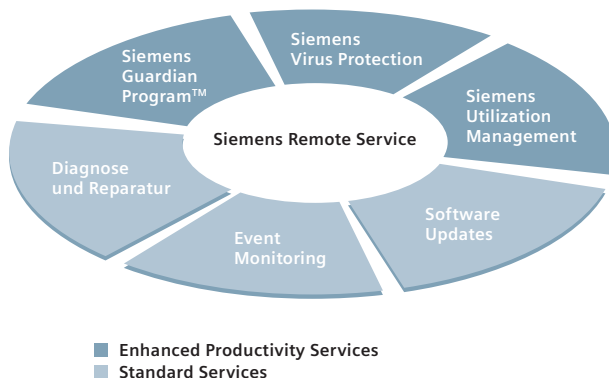 Siemens
Guardian
Program™
Siemens
Virus Protection
Siemens
Utilization
Management
Siemens Remote Service
Diagnose
und Reparatur
Event
Monitoring
Software
Updates
Enhanced Productivity Services
Standard Services